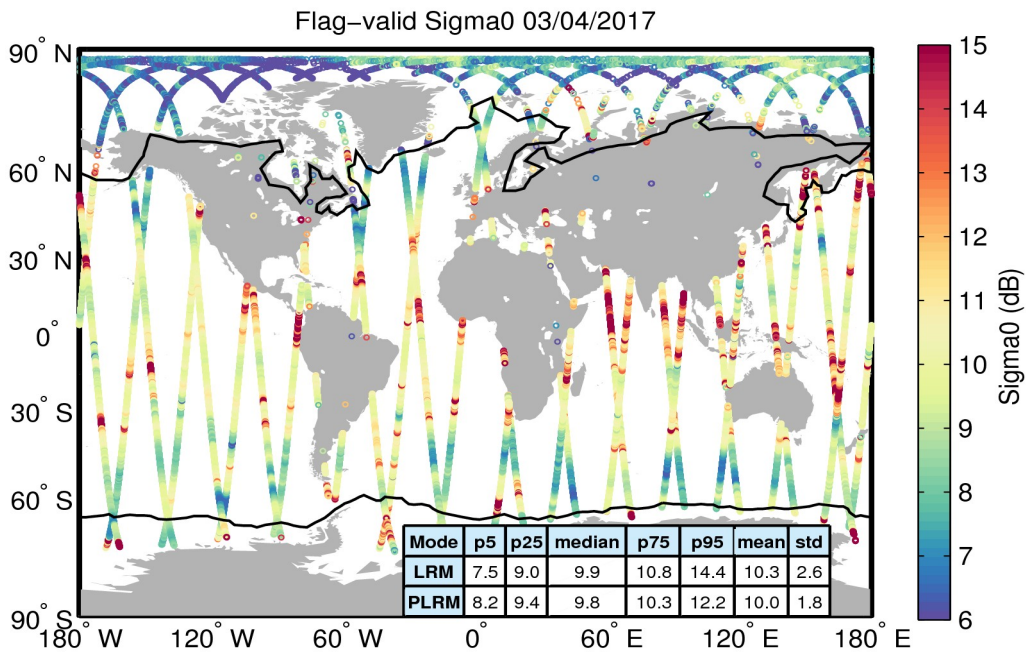 Flag−valid Sigma0 03/04/2017
90° N
60° N
30° N
0°
30° S
60° S
90° S
180° W
120° W
60° W
0°
60° E
120° E
180° E
Mode p5 p25 median p75 p95 mean std
LRM 7.5 9.0 9.9 10.8 14.4 10.3 2.6
PLRM 8.2 9.4 9.8 10.3 12.2 10.0 1.8
15
14
13
12
11
10
9
8
7
6
Sigma0 (dB)